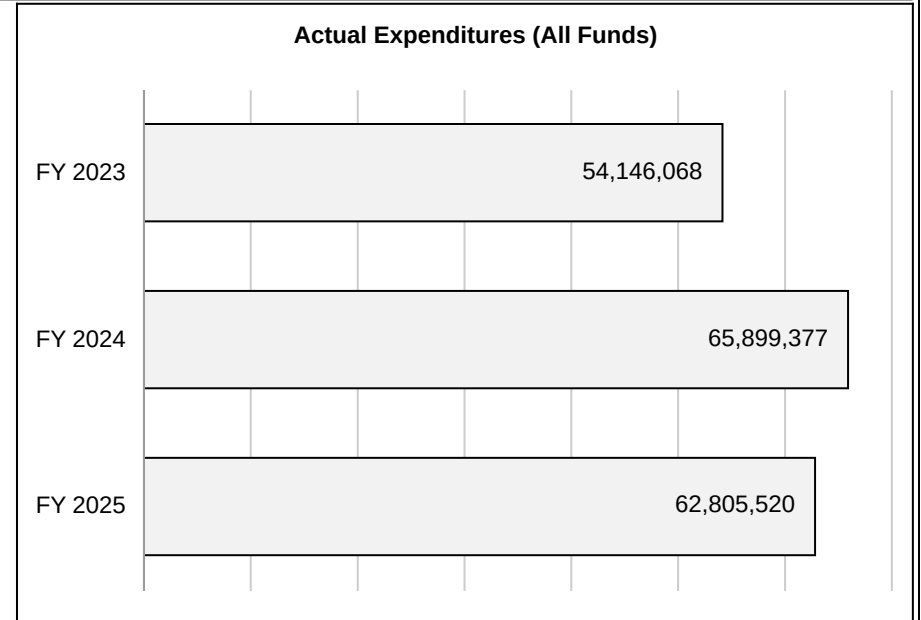 Actual Expenditures (All Funds)
FY 2023 54,146,068
FY 2024 65,899,377
FY 2025 62,805,520